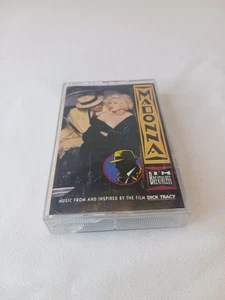 MADONNA
I'M
BREATHLESS
MUSIC FROM AND INSPIRED BY THE FILM DICK TRACY